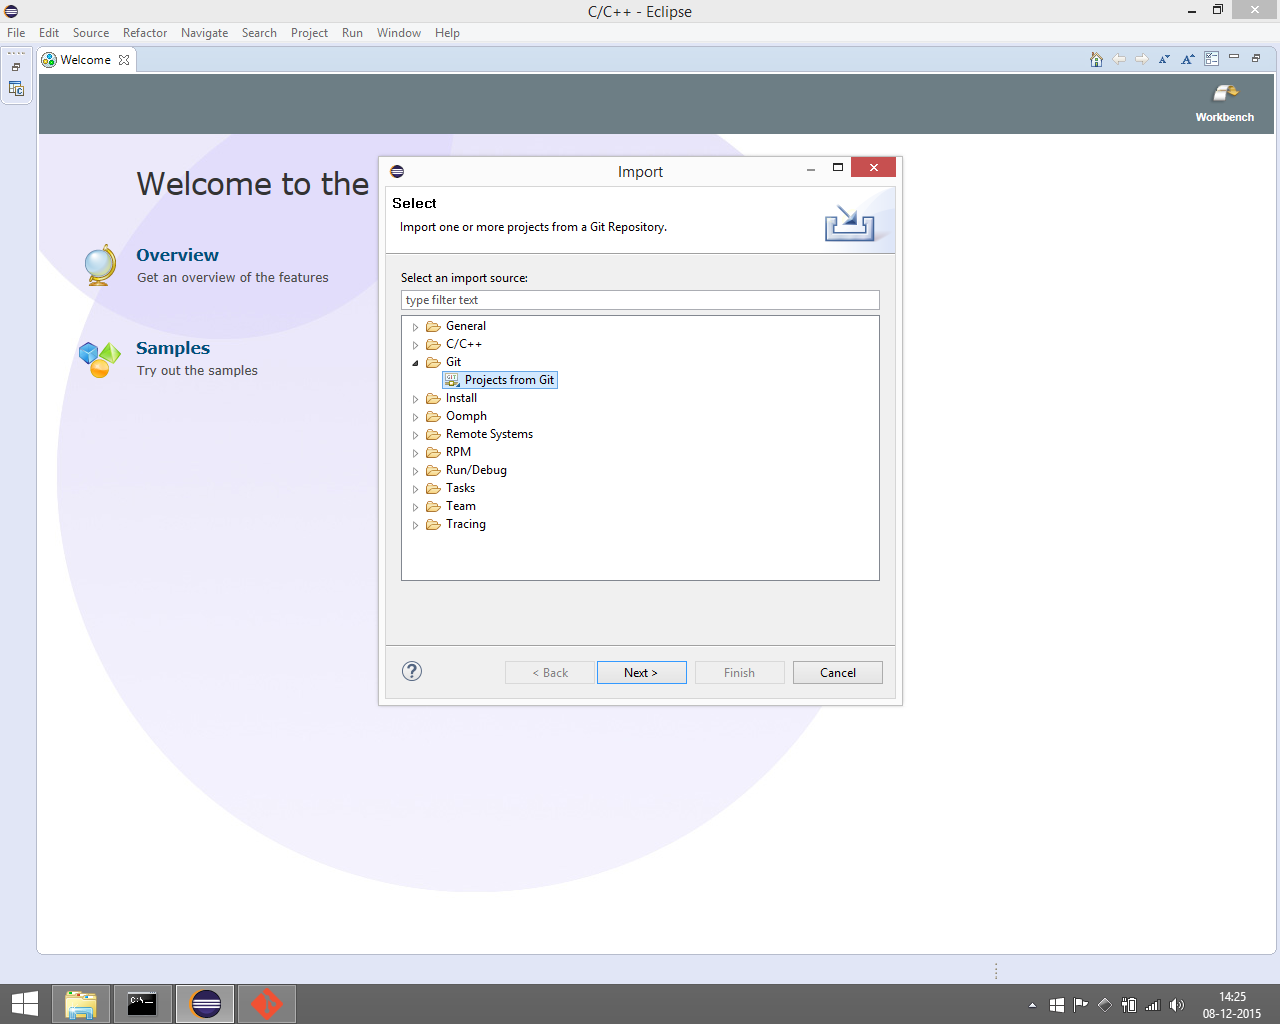 C/C++ - Eclipse
File Edit Source Refactor Navigate Search Project Run Window Help
Welcome
Workbench
Welcome to the
Overview
Get an overview of the features
Samples
Try out the samples
Import
Select
Import one or more projects from a Git Repository.
Select an import source:
type filter text
General
C/C++
Git
Projects from Git
Install
Oomph
Remote Systems
RPM
Run/Debug
Tasks
Team
Tracing
< Back Next > Finish Cancel
14:25
08-12-2015